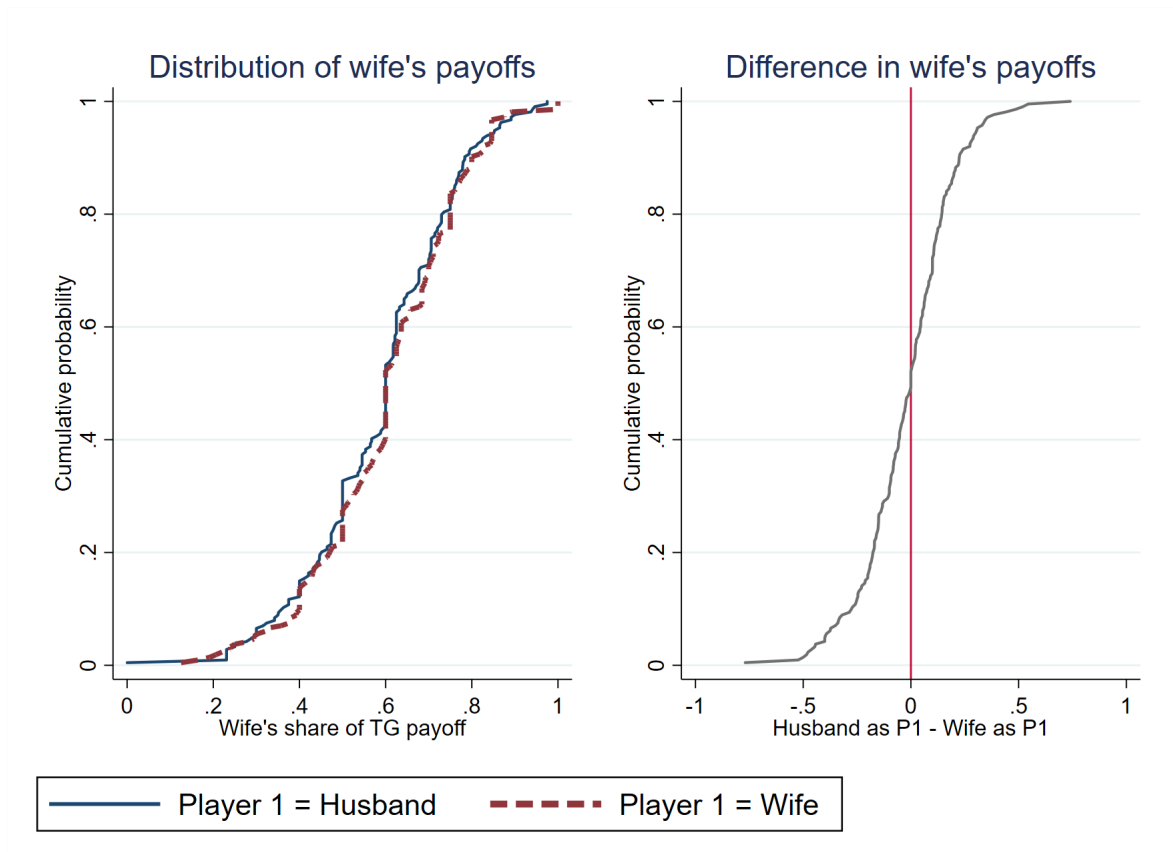 Distribution of wife's payoffs
Cumulative probability
1
.8
.6
.4
.2
0
0 .2 .4 .6 .8 1
Wife's share of TG payoff
Difference in wife's payoffs
Cumulative probability
1
.8
.6
.4
.2
0
-1 -.5 0 .5 1
Husband as P1 - Wife as P1
Player 1 = Husband Player 1 = Wife